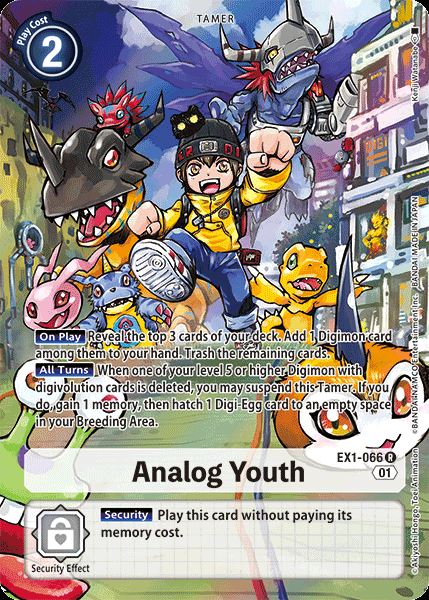 TAMER
Play Cost
2
Kenji Watanabe
On Play Reveal the top 3 cards of your deck. Add 1 Digimon card
among them to your hand. Trash the remaining cards.
All Turns When one of your level 5 or higher Digimon with
digivolution cards is deleted, you may suspend this Tamer. If you
do, gain 1 memory, then hatch 1 Digi-Egg card to an empty space
in your Breeding Area.
©BANDAI NAMCO Entertainment Inc. BANDAI MADE IN JAPAN
©Akiyoshi Hongo, Toei Animation
Analog Youth
EX1-066 R
01
Security Play this card without paying its
memory cost.
Security Effect